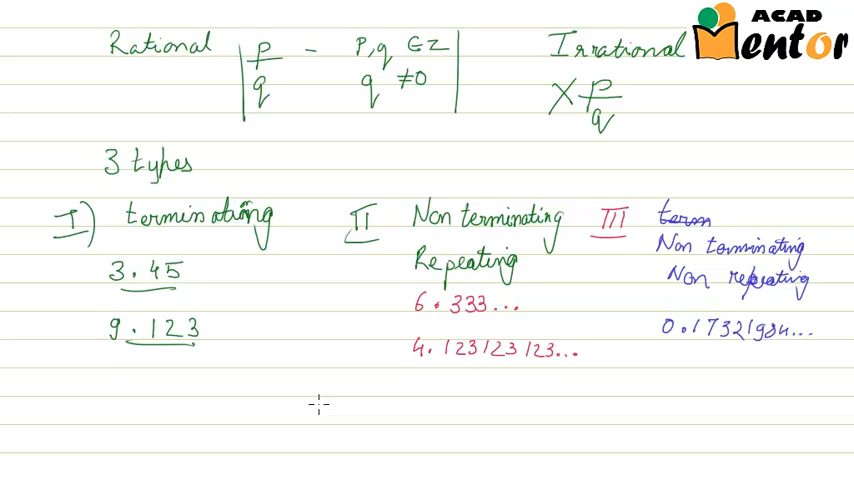 Rational p/q - P,q ∈ Z q ≠0 Irrational X p/q
ACAD
MentOr
3 types
I) terminating
3.45
9.123
II Non terminating
Repeating
6.333...
4.123123123...
III term
Non terminating
Non repeating
0.17321984...